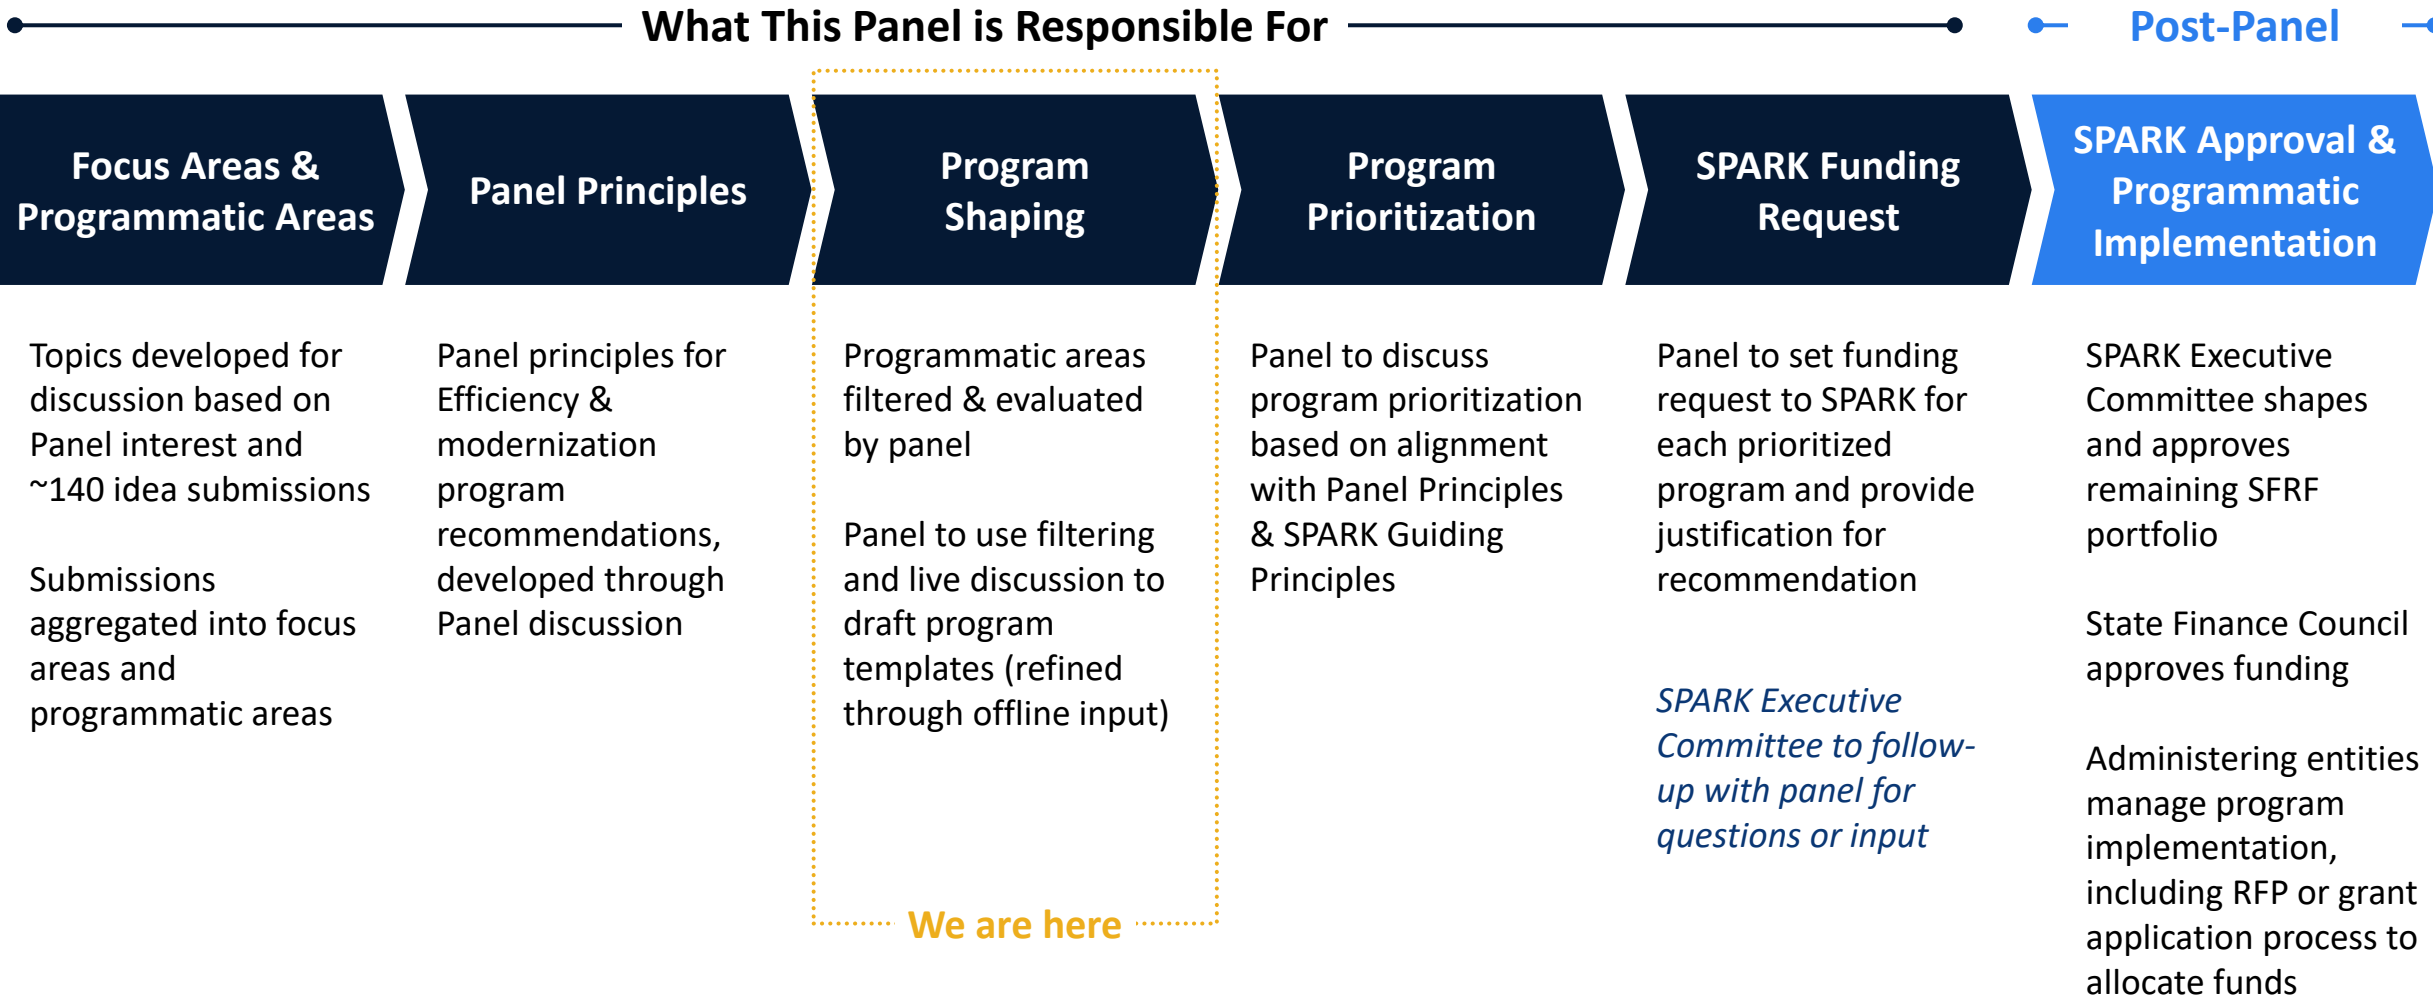 What This Panel is Responsible For
Post-Panel
Focus Areas &
Programmatic Areas
Panel Principles
Program
Shaping
Program
Prioritization
SPARK Funding
Request
SPARK Approval &
Programmatic
Implementation
Topics developed for
discussion based on
Panel interest and
~140 idea submissions
Submissions
aggregated into focus
areas and
programmatic areas
Panel principles for
Efficiency &
modernization
program
recommendations,
developed through
Panel discussion
Programmatic areas
filtered & evaluated
by panel
Panel to use filtering
and live discussion to
draft program
templates (refined
through offline input)
We are here
Panel to discuss
program prioritization
based on alignment
with Panel Principles
& SPARK Guiding
Principles
Panel to set funding
request to SPARK for
each prioritized
program and provide
justification for
recommendation
SPARK Executive
Committee to follow-
up with panel for
questions or input
SPARK Executive
Committee shapes
and approves
remaining SFRF
portfolio
State Finance Council
approves funding
Administering entities
manage program
implementation,
including RFP or grant
application process to
allocate funds